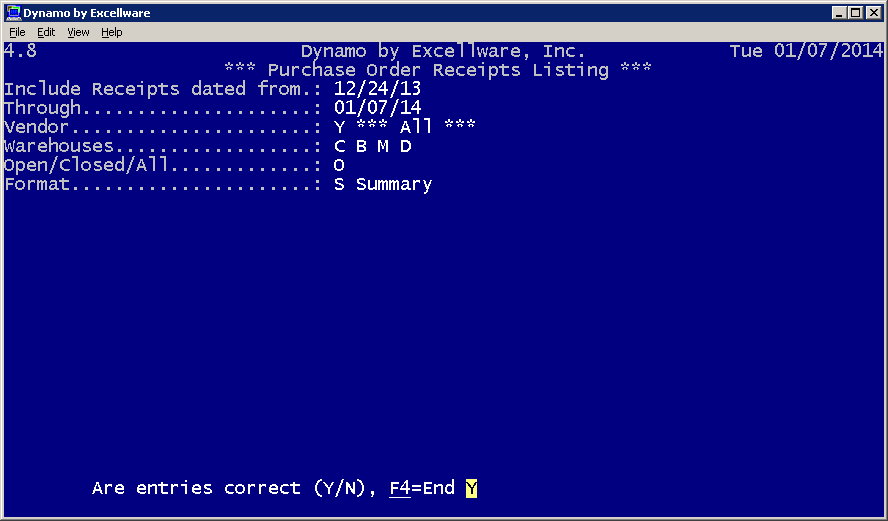 Dynamo by Excellware
File Edit View Help
4.8 Dynamo by Excellware, Inc. Tue 01/07/2014
*** Purchase Order Receipts Listing ***
Include Receipts dated from.: 12/24/13
Through.....................: 01/07/14
Vendor......................: Y *** All ***
Warehouses..................: C B M D
Open/Closed/All.............: O
Format......................: S Summary
Are entries correct (Y/N), F4=End Y